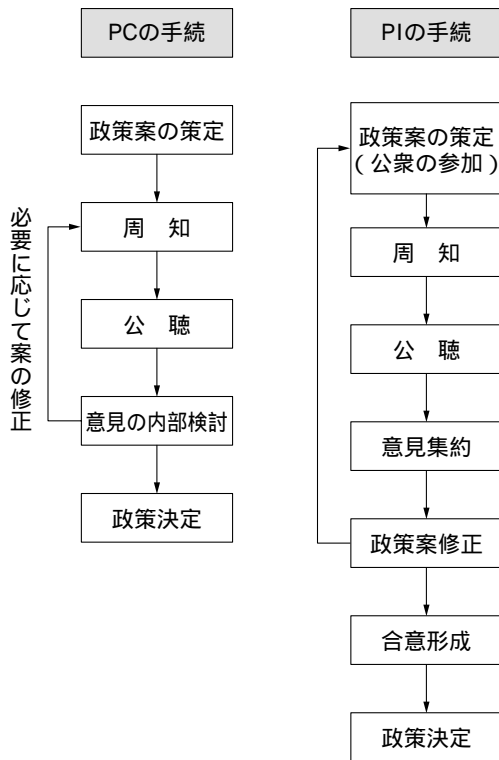 PCの手続
政策案の策定
周 知
公 聴
意見の内部検討
政策決定
必要に応じて案の修正
PIの手続
政策案の策定
(公衆の参加)
周 知
公 聴
意見集約
政策案修正
合意形成
政策決定